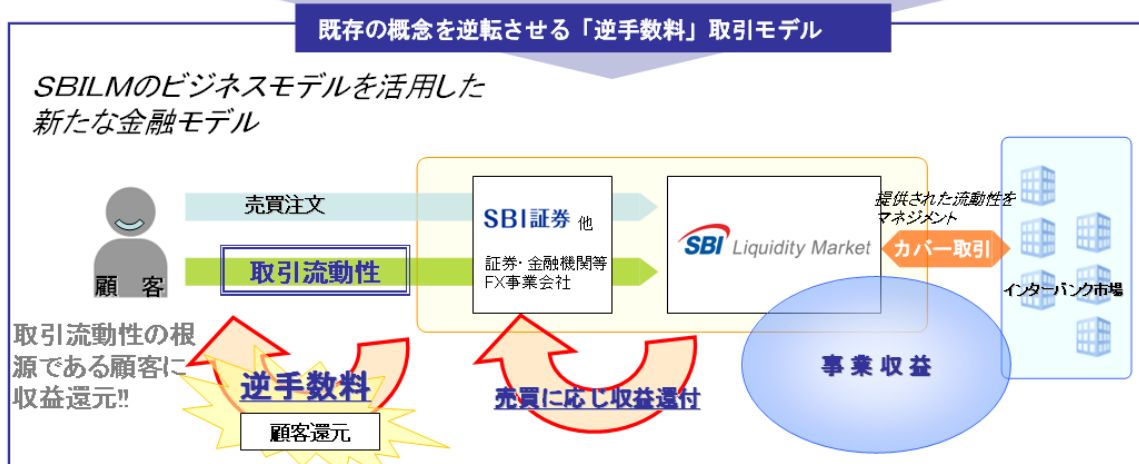 既存の概念を逆転させる「逆手数料」取引モデル
SBILMのビジネスモデルを活用した
新たな金融モデル
売買注文
取引流動性
顧 客
SBI証券 他
証券・金融機関等
FX事業会社
SBI Liquidity Market
提供された流動性を
マネジメント
カバー取引
インターバンク市場
取引流動性の根
源である顧客に
収益還元!!
逆手数料
顧客還元
売買に応じ収益還付
事業収益